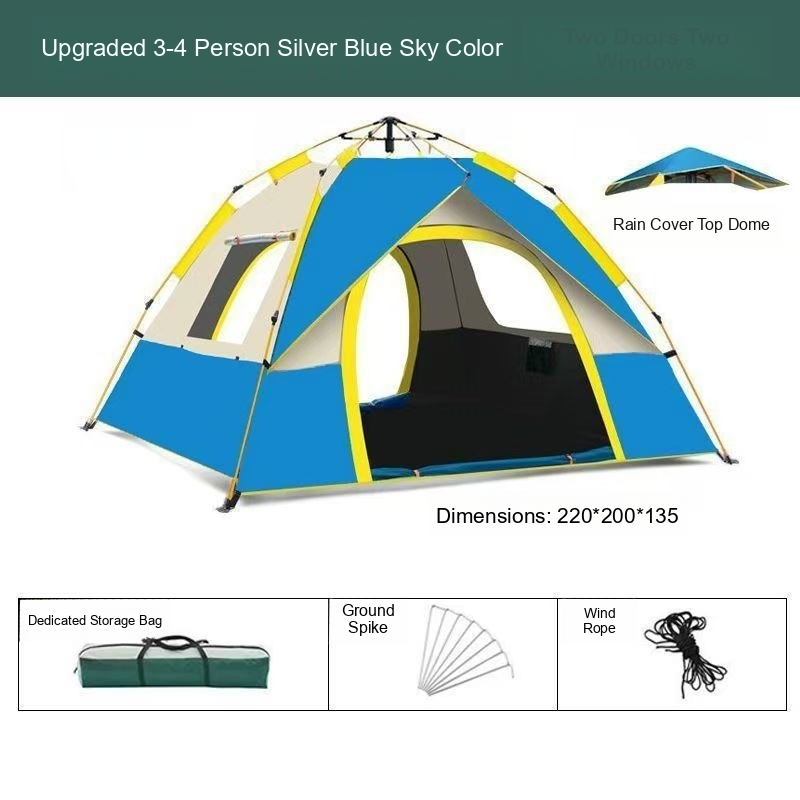 Upgraded 3-4 Person Silver Blue Sky Color
Two Doors Two
Windows
Rain Cover Top Dome
Dimensions: 220*200*135
Dedicated Storage Bag
Ground
Spike
Wind
Rope